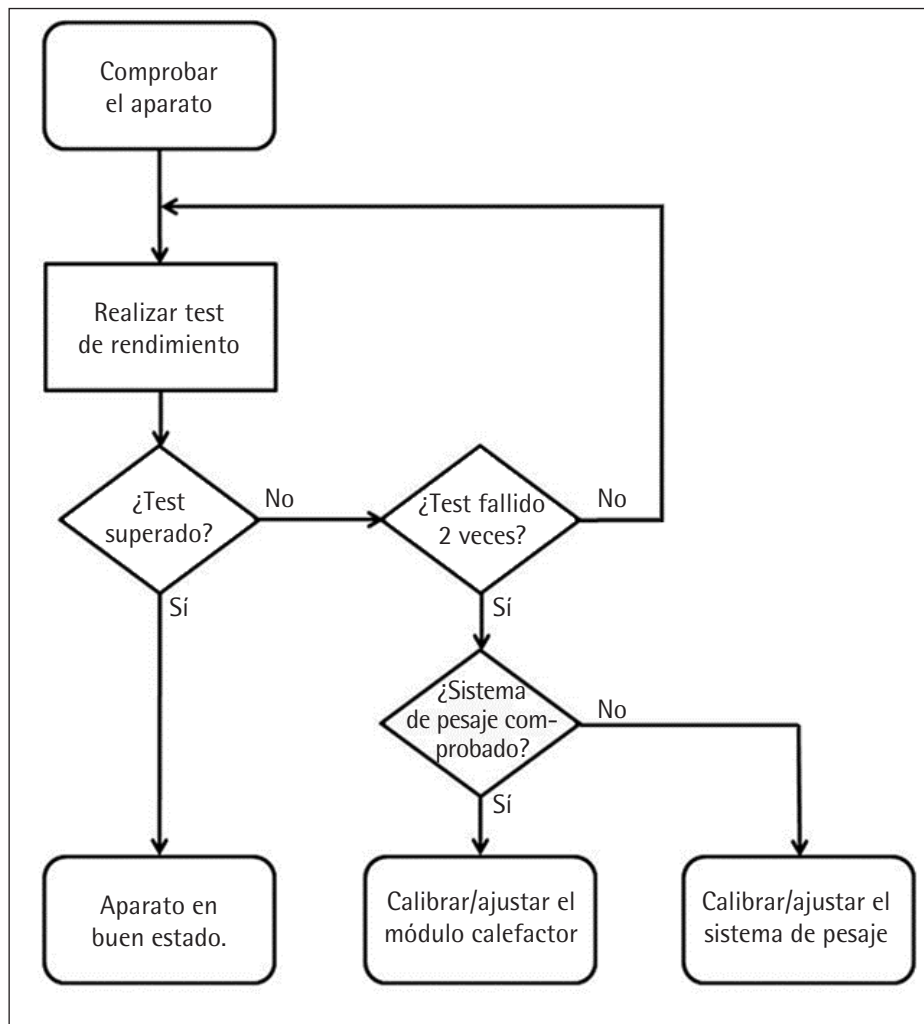 Comprobar
el aparato
Realizar test
de rendimiento
¿Test
superado?
No
¿Test fallido
2 veces?
No
Sí
Sí
¿Sistema
de pesaje com-
probado?
No
Sí
Aparato en
buen estado.
Calibrar/ajustar el
módulo calefactor
Calibrar/ajustar el
sistema de pesaje